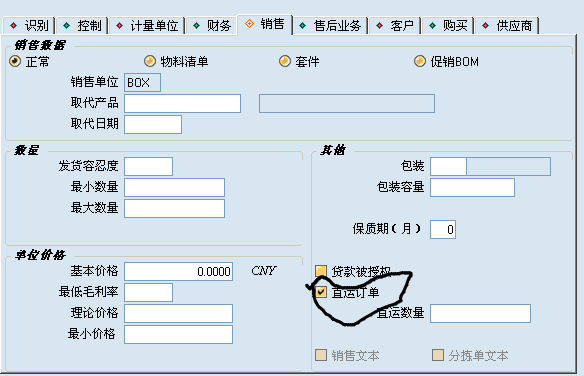 识别 控制 计量单位 财务 销售 售后业务 客户 购买 供应商
销售数据
正常 物料清单 套件 促销BOM
销售单位 BOX
取代产品
取代日期
数量
发货容忍度
最小数量
最大数量
其他
包装
包装容量
保质期(月) 0
单位价格
基本价格 0.0000 CNY
最低毛利率
理论价格
最小价格
贷款被授权
直运订单
直运数量
销售文本 分拣单文本